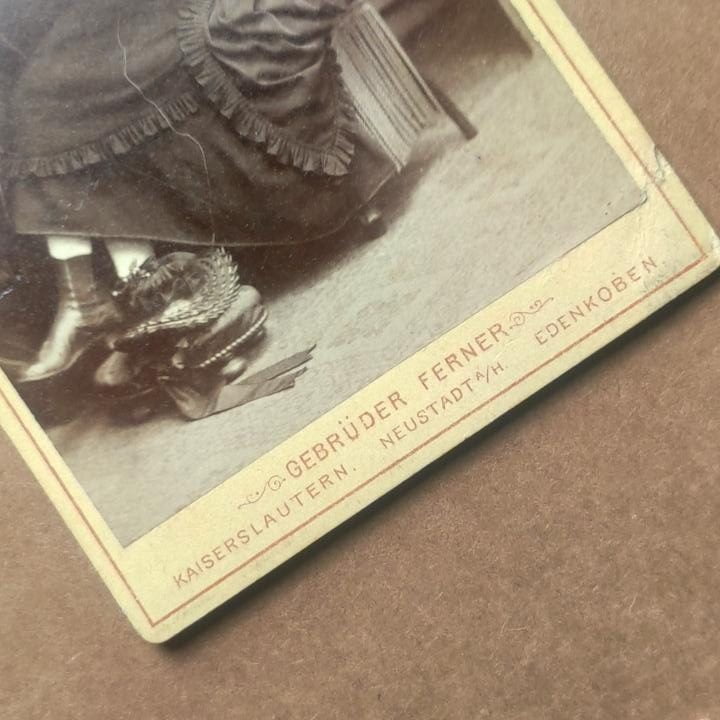 GEBRÜDER FERNER.
KAISERSLAUTERN. NEUSTADT A/H. EDENKOBEN.